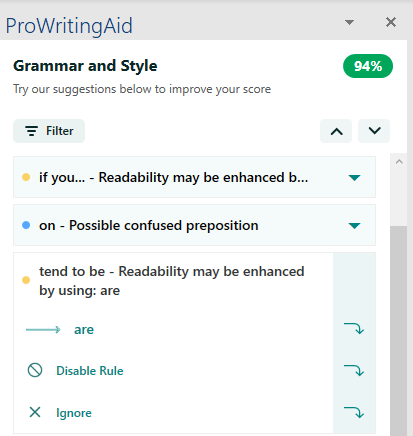 ProWritingAid
Grammar and Style
94%
Try our suggestions below to improve your score
Filter
if you... - Readability may be enhanced b...
on - Possible confused preposition
tend to be - Readability may be enhanced
by using: are
are
Disable Rule
Ignore